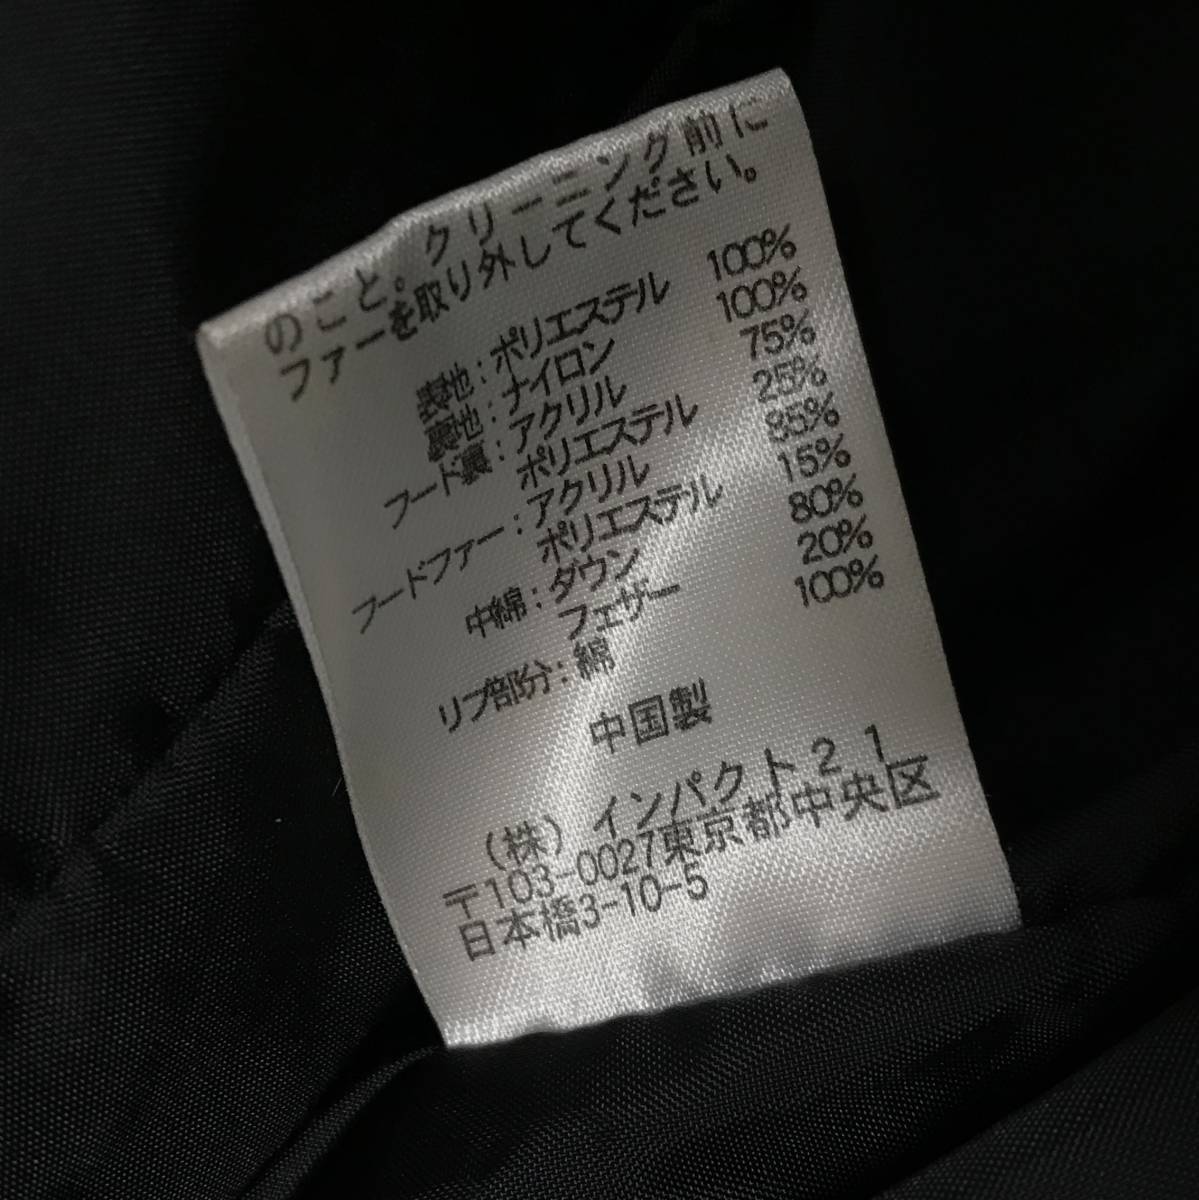 のこと。クリーニング前に
ファーを取り外してください。
表地：ポリエステル 100%
裏地：ナイロン 100%
フード裏：アクリル 75%
ポリエステル 25%
フードファー：アクリル 85%
ポリエステル 15%
中綿：ダウン 80%
フェザー 20%
リブ部分：綿 100%
中国製
（株）インパクト21
〒103-0027東京都中央区
日本橋3-10-5